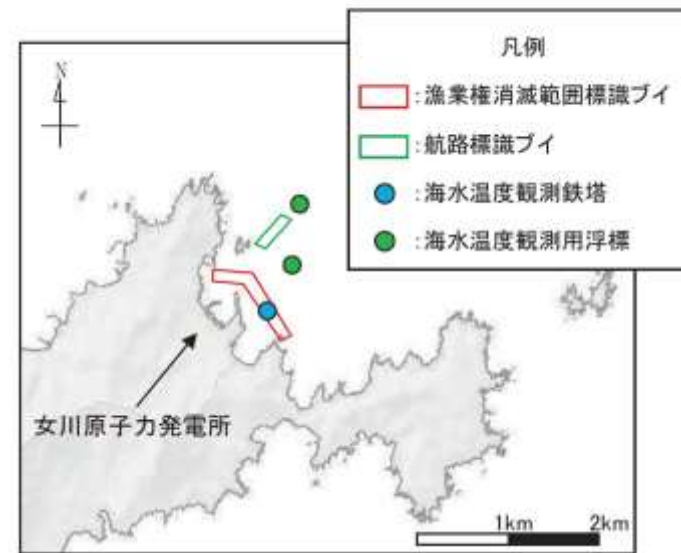 凡例
:漁業権消滅範囲標識ブイ
:航路標識ブイ
:海水温度観測鉄塔
:海水温度観測用浮標
N
女川原子力発電所
1km 2km